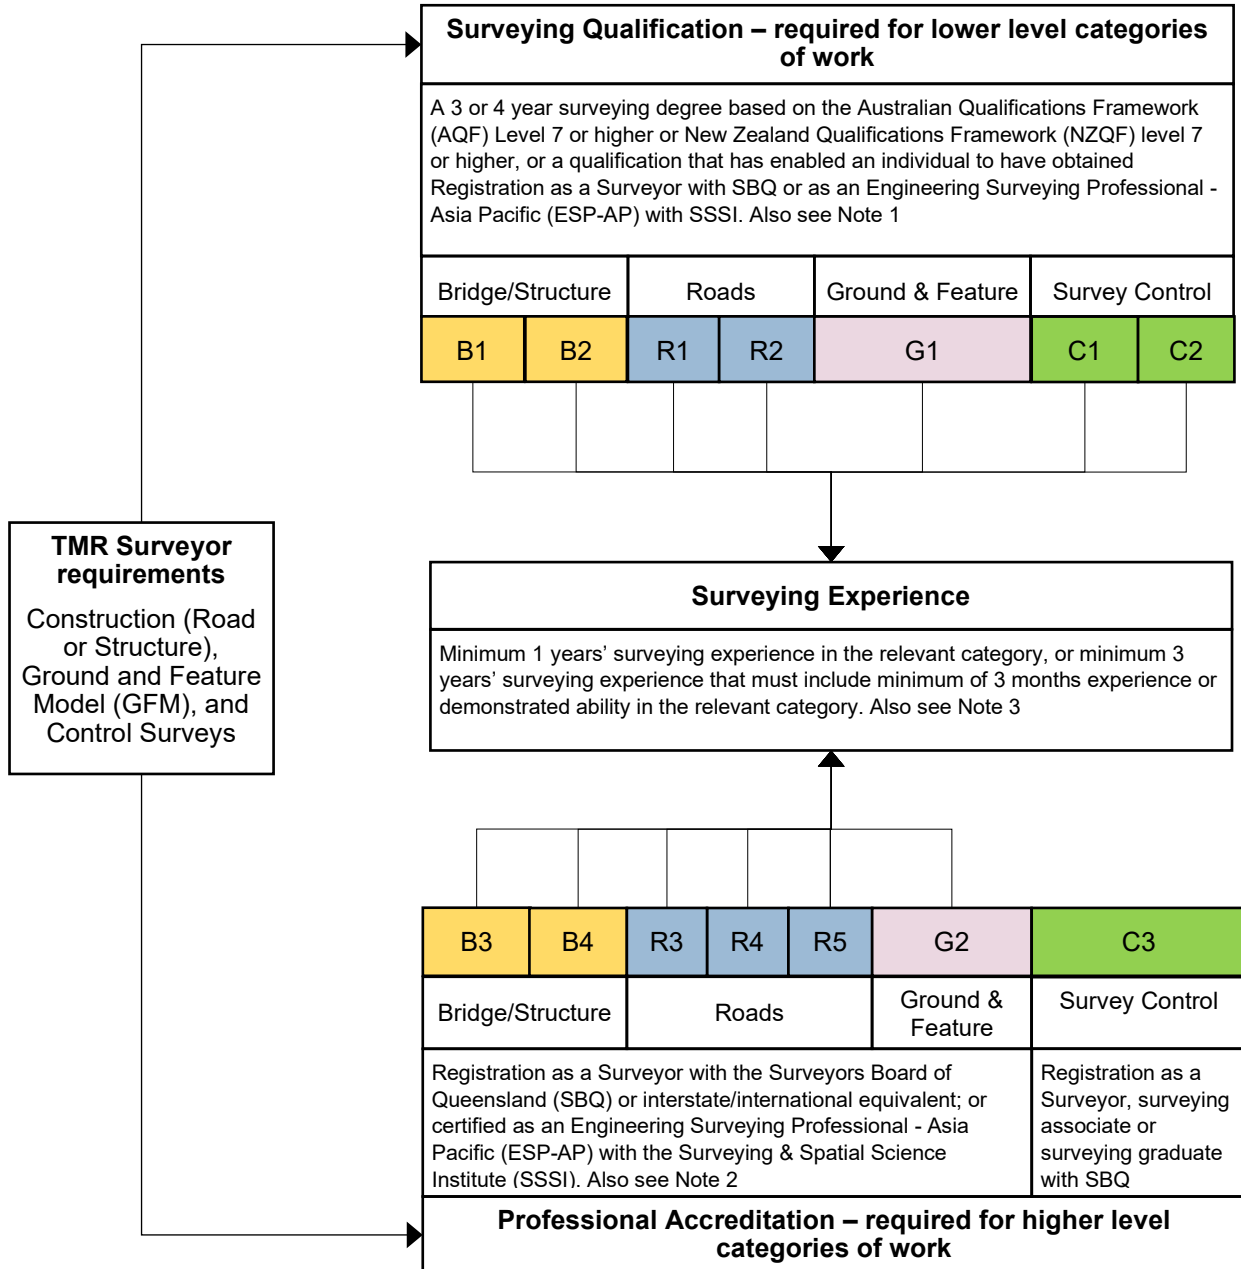 Surveying Qualification – required for lower level categories
of work
A 3 or 4 year surveying degree based on the Australian Qualifications Framework
(AQF) Level 7 or higher or New Zealand Qualifications Framework (NZQF) level 7
or higher, or a qualification that has enabled an individual to have obtained
Registration as a Surveyor with SBQ or as an Engineering Surveying Professional -
Asia Pacific (ESP-AP) with SSSI. Also see Note 1
Bridge/Structure
Roads
Ground & Feature
Survey Control
B1
B2
R1
R2
G1
C1
C2
TMR Surveyor
requirements
Construction (Road
or Structure),
Ground and Feature
Model (GFM), and
Control Surveys
Surveying Experience
Minimum 1 years’ surveying experience in the relevant category, or minimum 3
years’ surveying experience that must include minimum of 3 months experience or
demonstrated ability in the relevant category. Also see Note 3
B3
B4
R3
R4
R5
G2
C3
Bridge/Structure
Roads
Ground &
Feature
Survey Control
Registration as a Surveyor with the Surveyors Board of
Queensland (SBQ) or interstate/international equivalent; or
certified as an Engineering Surveying Professional - Asia
Pacific (ESP-AP) with the Surveying & Spatial Science
Institute (SSSI). Also see Note 2
Registration as a
Surveyor, surveying
associate or
surveying graduate
with SBQ
Professional Accreditation – required for higher level
categories of work